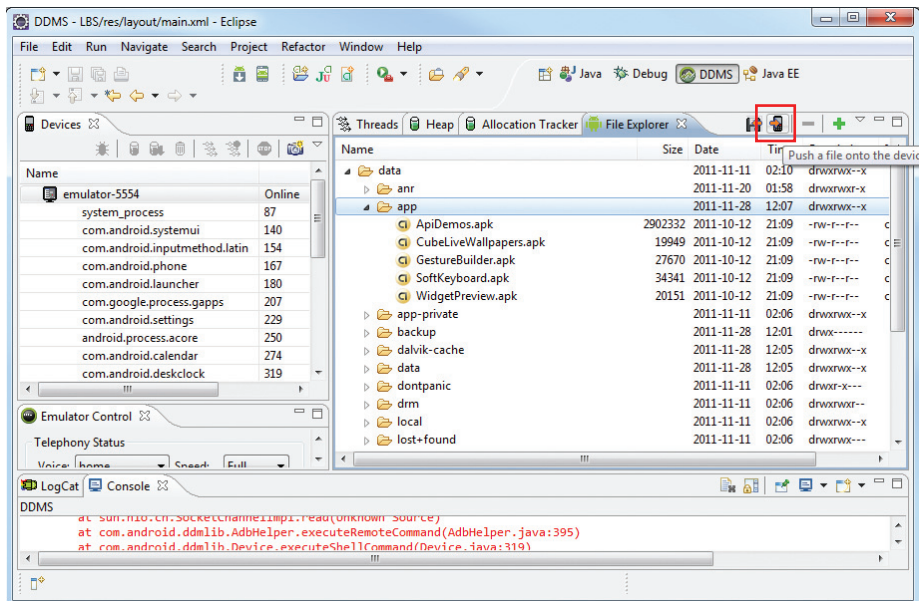 DDMS - LBS/res/layout/main.xml - Eclipse
File Edit Run Navigate Search Project Refactor Window Help
Java Debug DDMS Java EE
Devices
Name
emulator-5554 Online
system_process 87
com.android.systemui 140
com.android.inputmethod.latin 154
com.android.phone 167
com.android.launcher 180
com.google.process.gapps 207
com.android.settings 229
android.process.acore 250
com.android.calendar 274
com.android.deskclock 319
Emulator Control
Telephony Status
Voice: home Speed: Full
Threads Heap Allocation Tracker File Explorer
Push a file onto the devic
Name Size Date
data 2011-11-11 02:10 drwxrwx--x
anr 2011-11-20 01:58 drwxrwxr-x
app 2011-11-28 12:07 drwxrwx--x
ApiDemos.apk 2902332 2011-10-12 21:09 -rw-r--r--
CubeLiveWallpapers.apk 19949 2011-10-12 21:09 -rw-r--r--
GestureBuilder.apk 27670 2011-10-12 21:09 -rw-r--r--
SoftKeyboard.apk 34341 2011-10-12 21:09 -rw-r--r--
WidgetPreview.apk 20151 2011-10-12 21:09 -rw-r--r--
app-private 2011-11-11 02:06 drwxrwx--x
backup 2011-11-28 12:01 drwx------
dalvik-cache 2011-11-28 12:05 drwxrwx--x
data 2011-11-28 12:05 drwxrwx--x
dontpanic 2011-11-11 02:06 drwxr-x---
drm 2011-11-11 02:06 drwxrwxr--
local 2011-11-11 02:06 drwxrwx--x
lost+found 2011-11-11 02:06 drwxrwx---
LogCat Console
DDMS
at sun.nio.ch.SocketChannelImpl.read(Unknown Source)
at com.android.ddmlib.AdbHelper.executeRemoteCommand(AdbHelper.java:395)
at com.android.ddmlib.Device.executeShellCommand(Device.java:319)